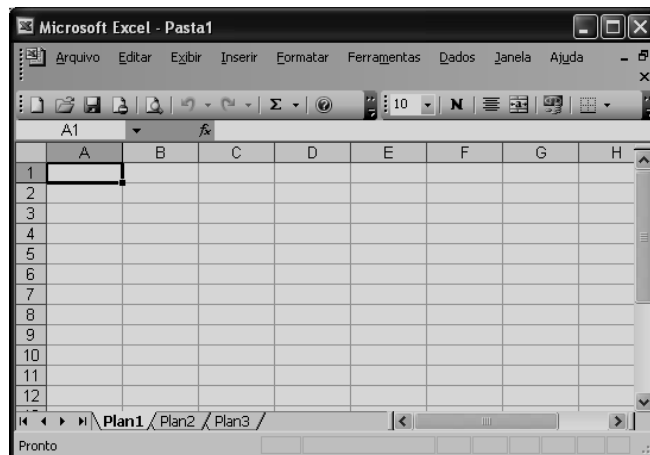 Microsoft Excel - Pasta1
Arquivo Editar Exibir Inserir Formatar Ferramentas Dados Janela Ajuda
Σ 10 N
A1 fx
A B C D E F G H
1
2
3
4
5
6
7
8
9
10
11
12
Plan1 Plan2 Plan3
Pronto